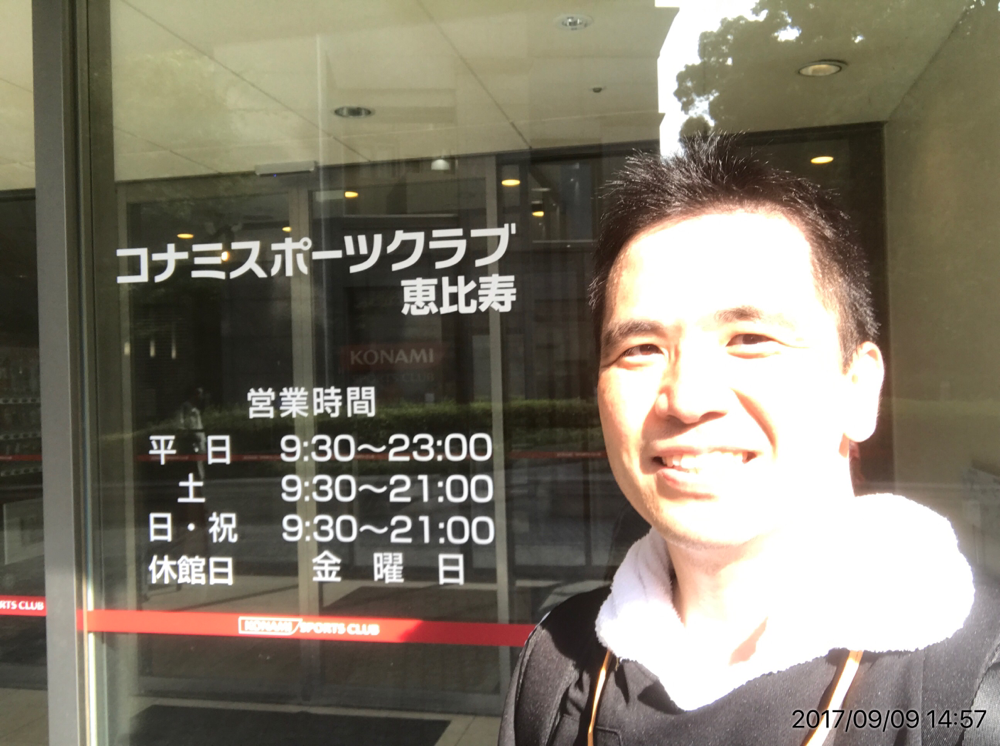 コナミスポーツクラブ
恵比寿
KONAMI
営業時間
平日 9:30～23:00
土 9:30～21:00
日・祝 9:30～21:00
休館日 金曜日
RTS CLUB
KONAMI SPORTS CLUB
2017/09/09 14:57